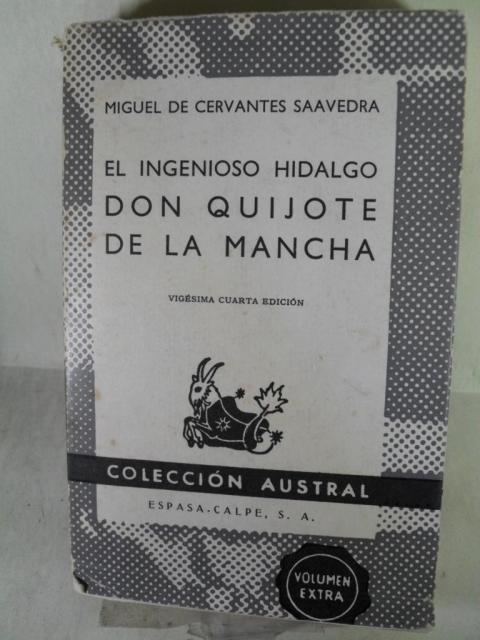 MIGUEL DE CERVANTES SAAVEDRA
EL INGENIOSO HIDALGO
DON QUIJOTE
DE LA MANCHA
VIGÉSIMA CUARTA EDICIÓN
COLECCIÓN AUSTRAL
ESPASA-CALPE, S. A.
VOLUMEN
EXTRA